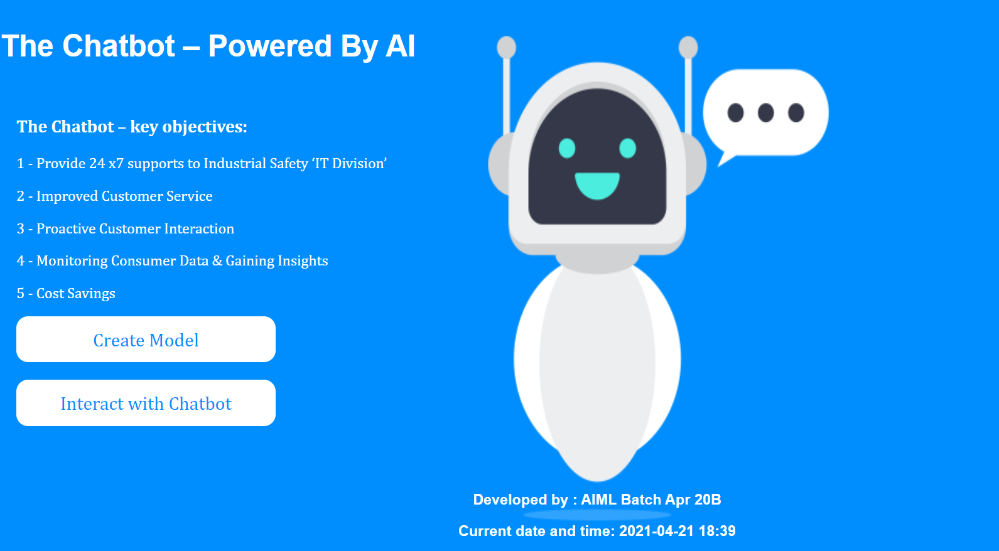 The Chatbot – Powered By AI
The Chatbot – key objectives:
1 - Provide 24 x7 supports to Industrial Safety ‘IT Division’
2 - Improved Customer Service
3 - Proactive Customer Interaction
4 - Monitoring Consumer Data & Gaining Insights
5 - Cost Savings
Create Model
Interact with Chatbot
Developed by : AIML Batch Apr 20B
Current date and time: 2021-04-21 18:39